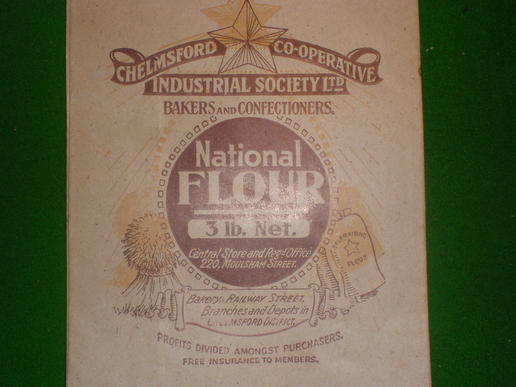 CHELMSFORD CO-OPERATIVE
INDUSTRIAL SOCIETY LTD
BAKERS AND CONFECTIONERS.
National
FLOUR
3 lb. Net.
Central Store and Regd Office
220, MOULSHAM STREET.
SELFRAISING
FLOUR
Bakery: RAILWAY STREET,
Branches and Depots in
CHELMSFORD DISTRICT.
PROFITS DIVIDED AMONGST PURCHASERS.
FREE INSURANCE TO MEMBERS.